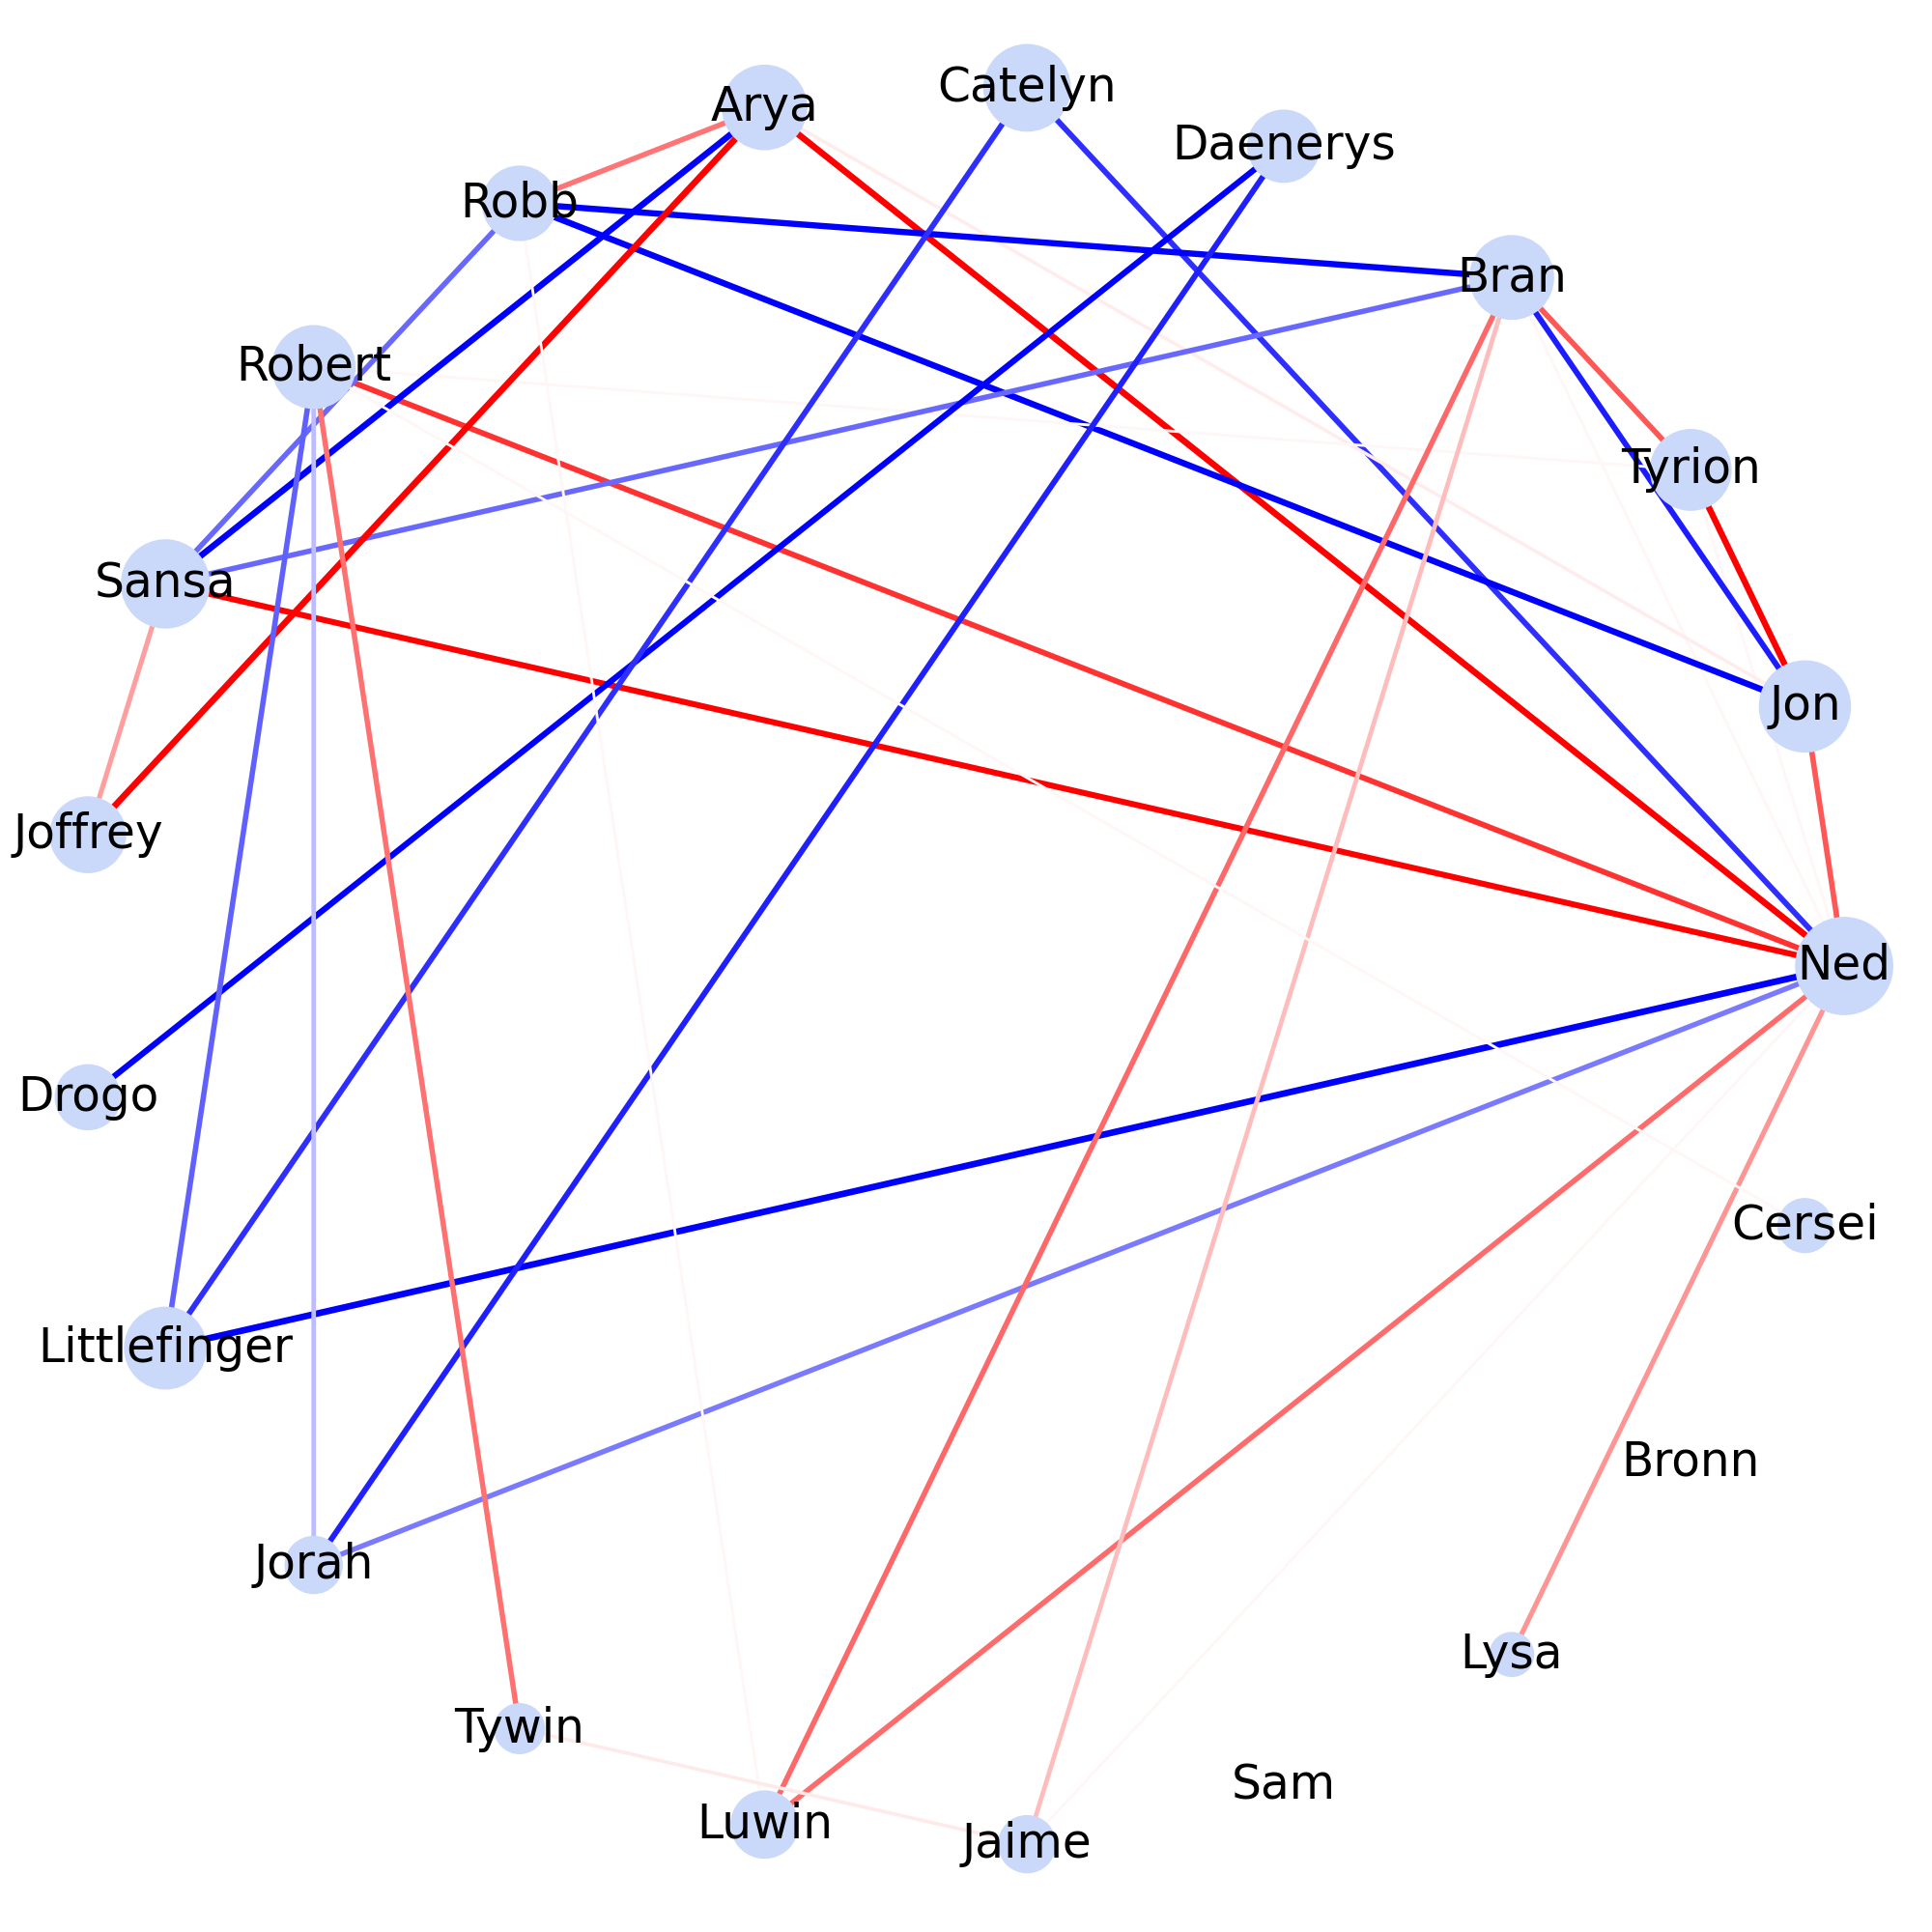 Catelyn
Arya
Daenerys
Robb
Bran
Robert
Tyrion
Sansa
Jon
Joffrey
Ned
Drogo
Cersei
Littlefinger
Bronn
Jorah
Lysa
Tywin
Sam
Luwin
Jaime